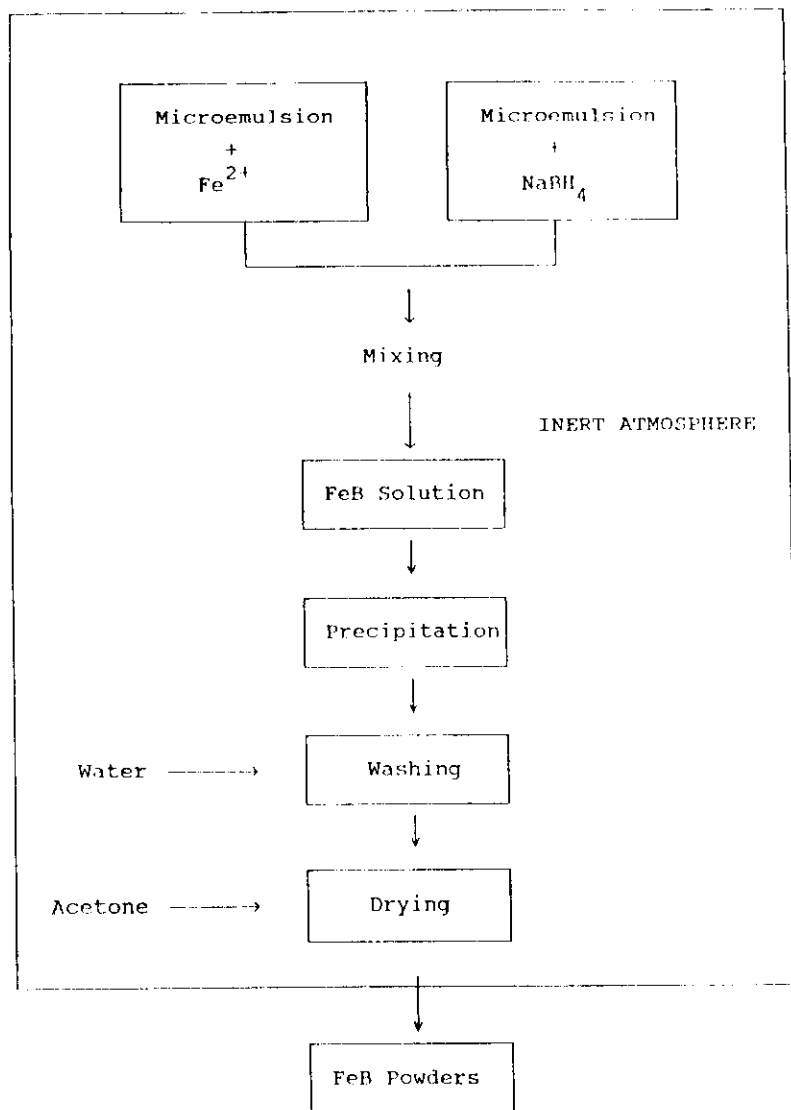 Microemulsion
+
Fe²⁺
Microemulsion
+
NaBH₄
Mixing
INERT ATMOSPHERE
FeB Solution
Precipitation
Water
Washing
Acetone
Drying
FeB Powders